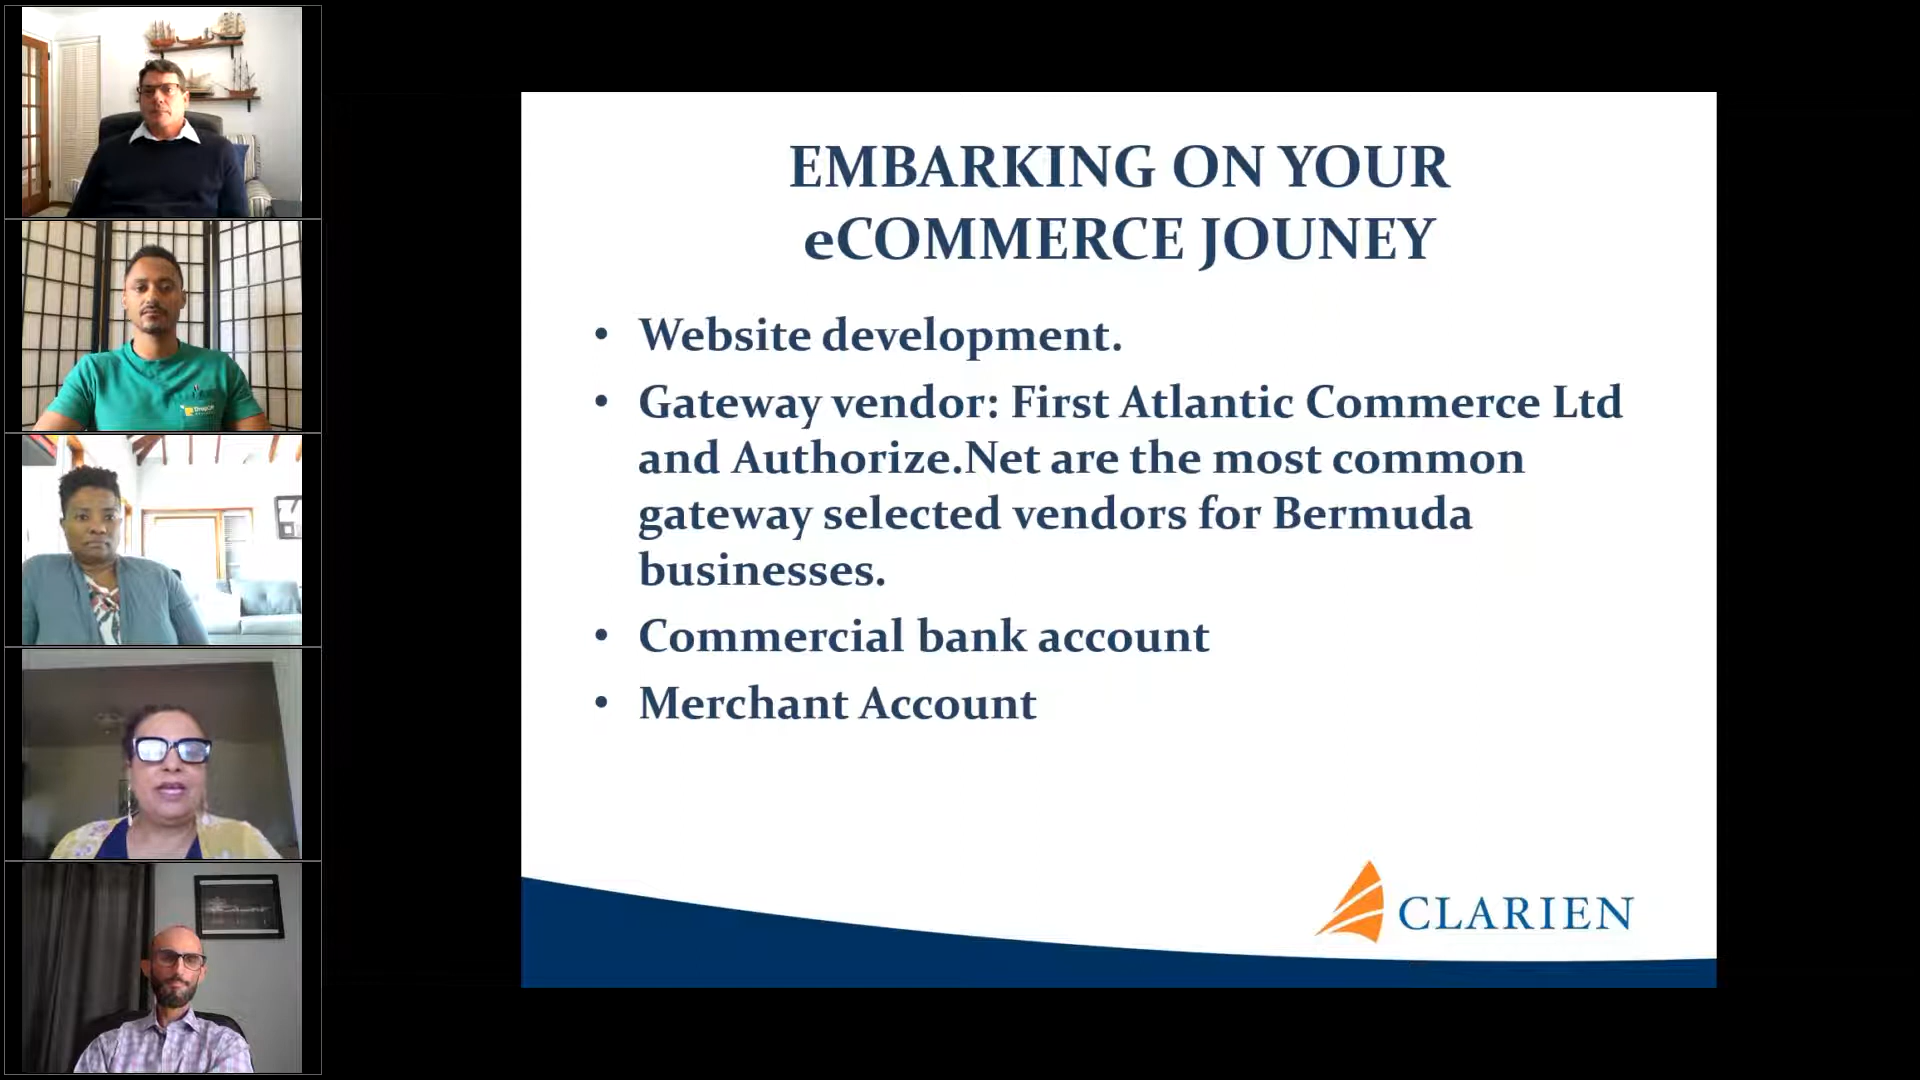 EMBARKING ON YOUR
eCOMMERCE JOUNEY
• Website development.
• Gateway vendor: First Atlantic Commerce Ltd
and Authorize.Net are the most common
gateway selected vendors for Bermuda
businesses.
• Commercial bank account
• Merchant Account
CLARIEN